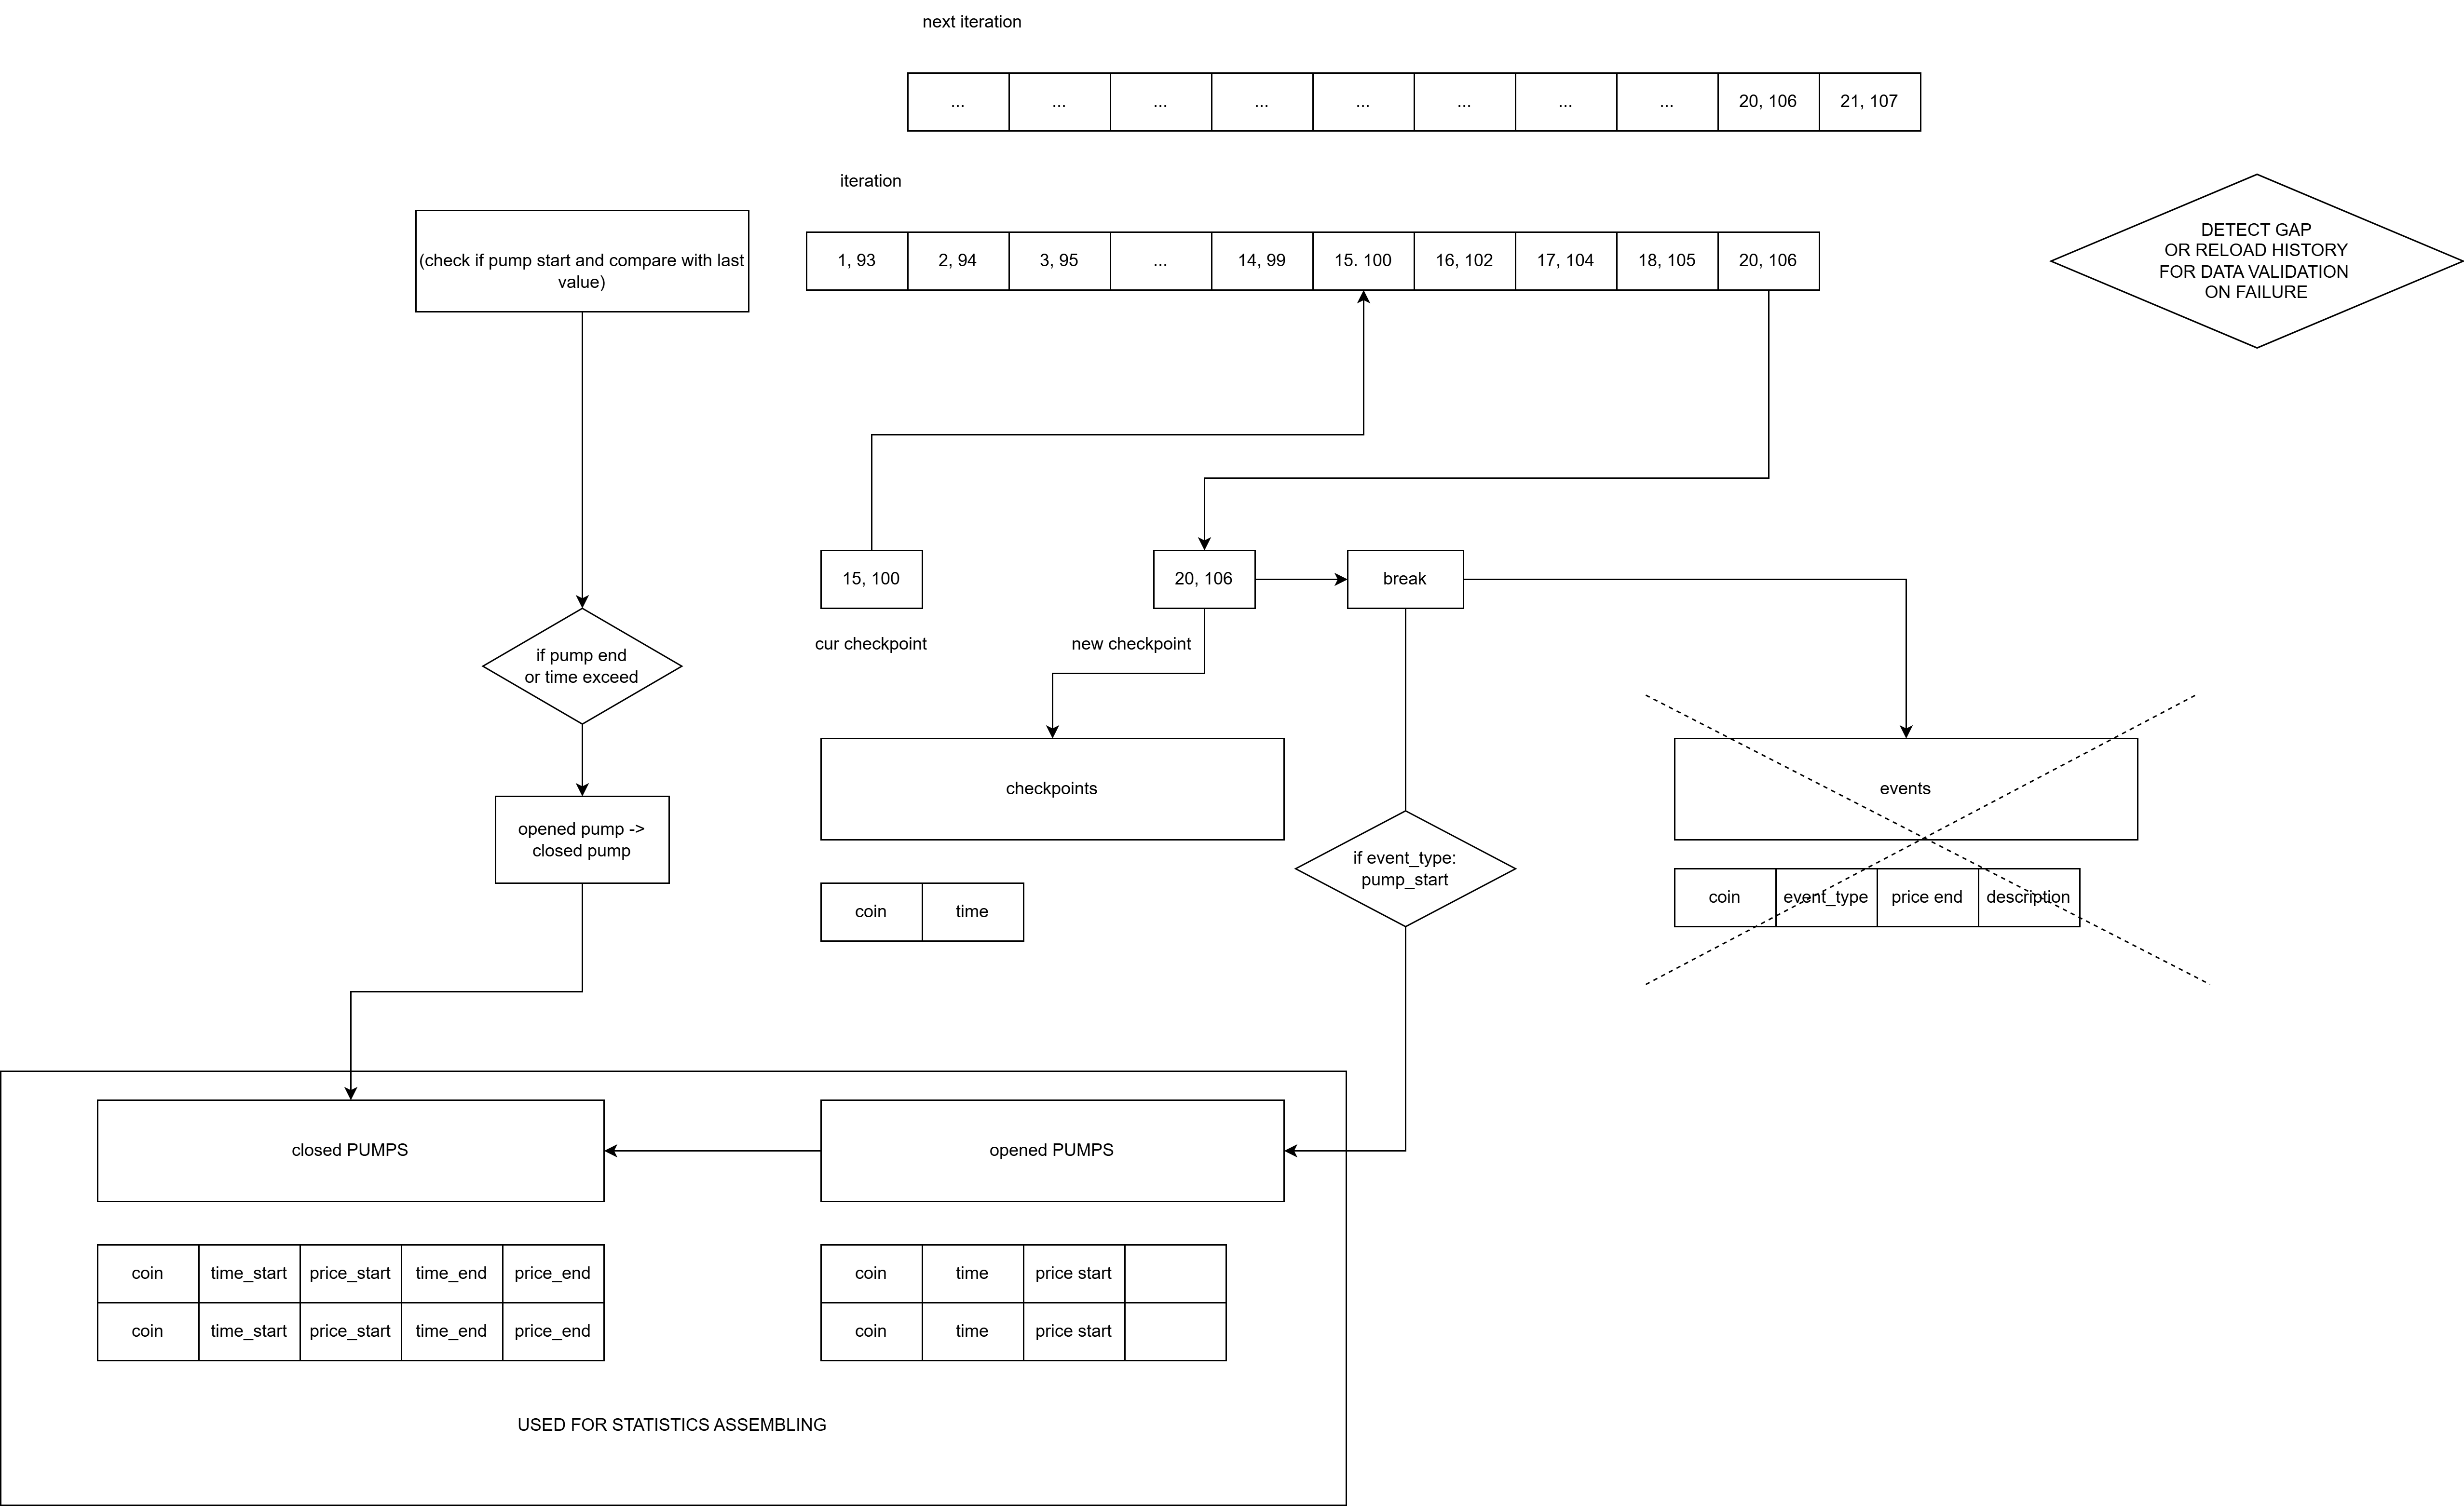 next iteration
... ... ... ... ... ... ... ... 20, 106 21, 107
iteration
1, 93 2, 94 3, 95 ... 14, 99 15. 100 16, 102 17, 104 18, 105 20, 106
DETECT GAP
OR RELOAD HISTORY
FOR DATA VALIDATION
ON FAILURE
(check if pump start and compare with last
value)
15, 100
20, 106
break
cur checkpoint
new checkpoint
if pump end
or time exceed
checkpoints
events
opened pump ->
closed pump
if event_type:
pump_start
coin time
coin event_type price end description
closed PUMPS
opened PUMPS
coin time_start price_start time_end price_end
coin time_start price_start time_end price_end
coin time price start
coin time price start
USED FOR STATISTICS ASSEMBLING